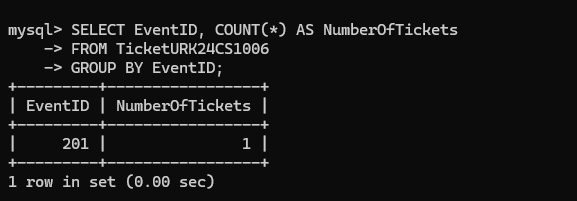 mysql> SELECT EventID, COUNT(*) AS NumberOfTickets
    -> FROM TicketURK24CS1006
    -> GROUP BY EventID;
+---------+-----------------+
| EventID | NumberOfTickets |
+---------+-----------------+
|     201 |               1 |
+---------+-----------------+
1 row in set (0.00 sec)